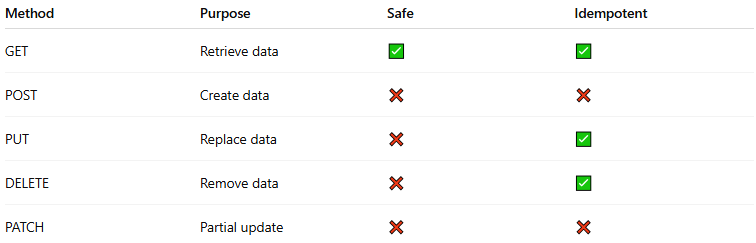 Method Purpose Safe Idempotent
GET Retrieve data ✅ ✅
POST Create data ❌ ❌
PUT Replace data ❌ ✅
DELETE Remove data ❌ ✅
PATCH Partial update ❌ ❌